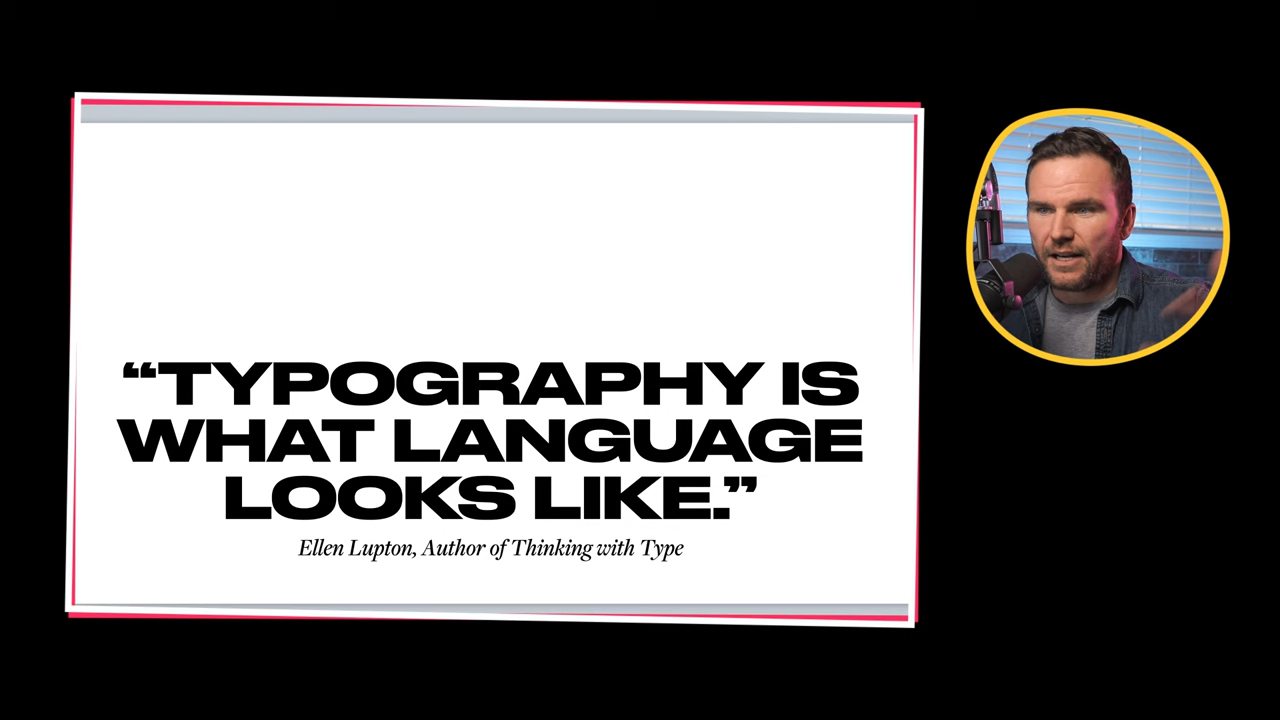 “TYPOGRAPHY IS
WHAT LANGUAGE
LOOKS LIKE.”
Ellen Lupton, Author of Thinking with Type